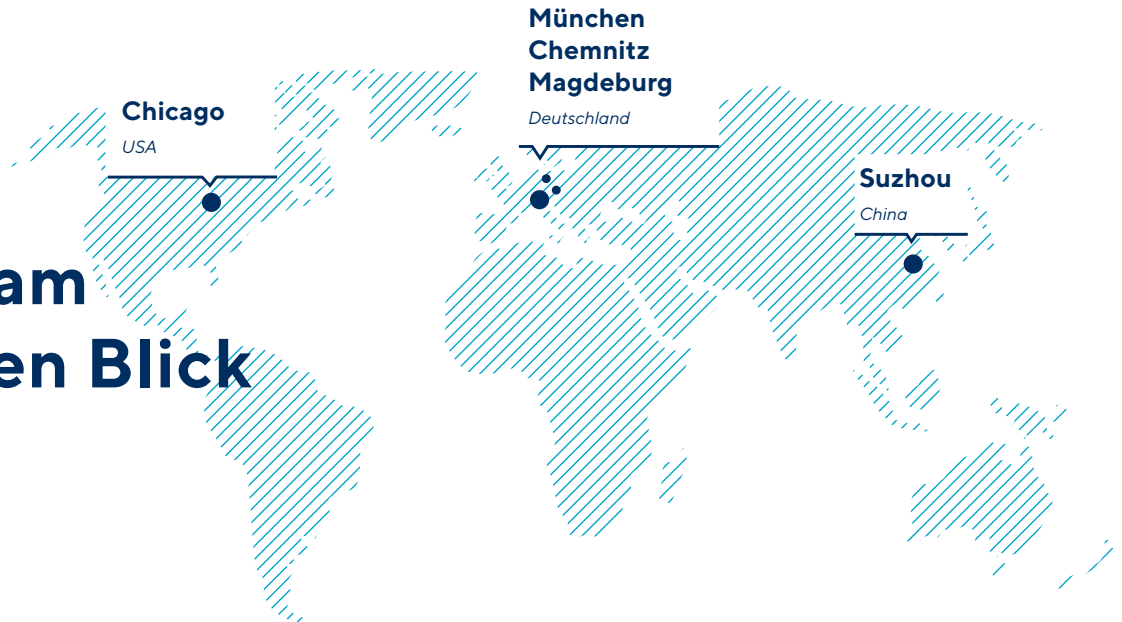 München
Chemnitz
Magdeburg
Deutschland
Chicago
USA
Suzhou
China
am
en Blick